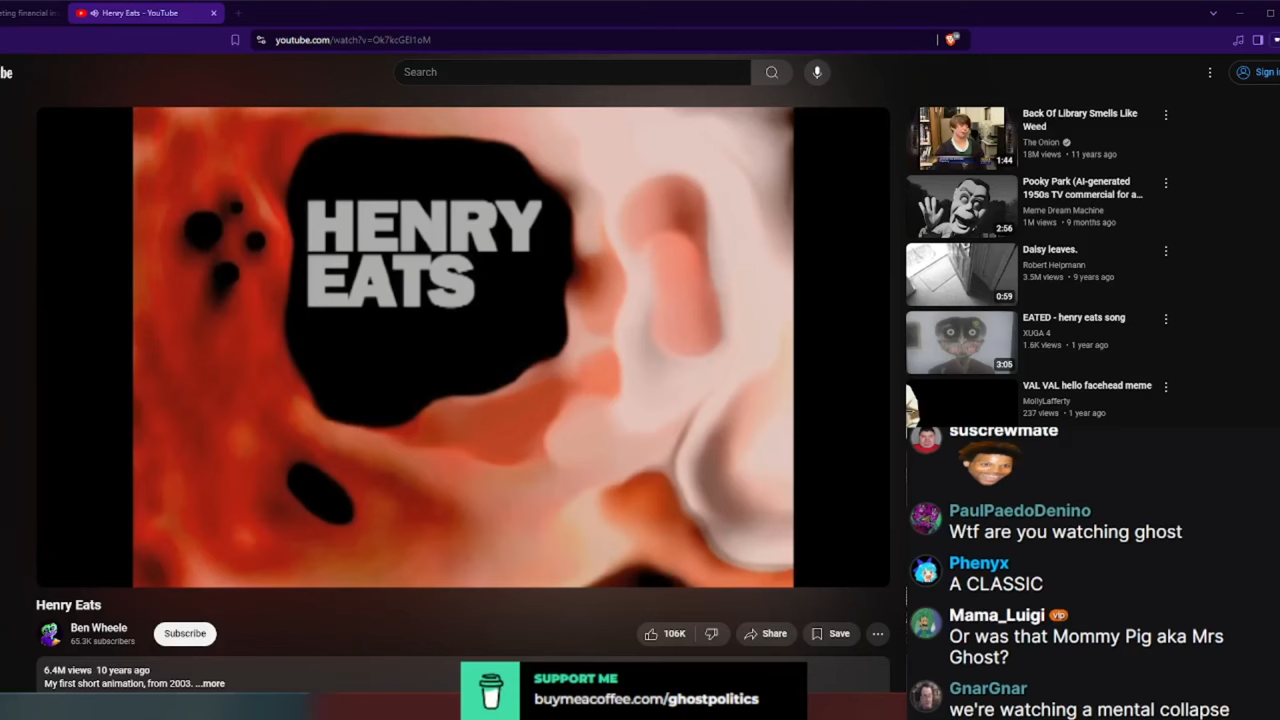 eting financial in
Henry Eats - YouTube
youtube.com/watch?v=Ok7kcGEl1oM
be
Search
Sign i
HENRY
EATS
Henry Eats
Ben Wheele
65.3K subscribers
Subscribe
106K
Share
Save
6.4M views 10 years ago
My first short animation, from 2003. ...more
SUPPORT ME
buymeacoffee.com/ghostpolitics
Back Of Library Smells Like
Weed
The Onion
18M views • 11 years ago
1:44
Pooky Park (AI-generated
1950s TV commercial for a...
Meme Dream Machine
1M views • 9 months ago
2:56
Daisy leaves.
Robert Helpmann
3.5M views • 9 years ago
0:59
EATED - henry eats song
XUGA 4
1.6K views • 1 year ago
3:05
VAL VAL hello facehead meme
MollyLafferty
237 views • 1 year ago
suscrewmate
PaulPaedoDenino
Wtf are you watching ghost
Phenyx
A CLASSIC
Mama_Luigi vip
Or was that Mommy Pig aka Mrs
Ghost?
GnarGnar
we're watching a mental collapse